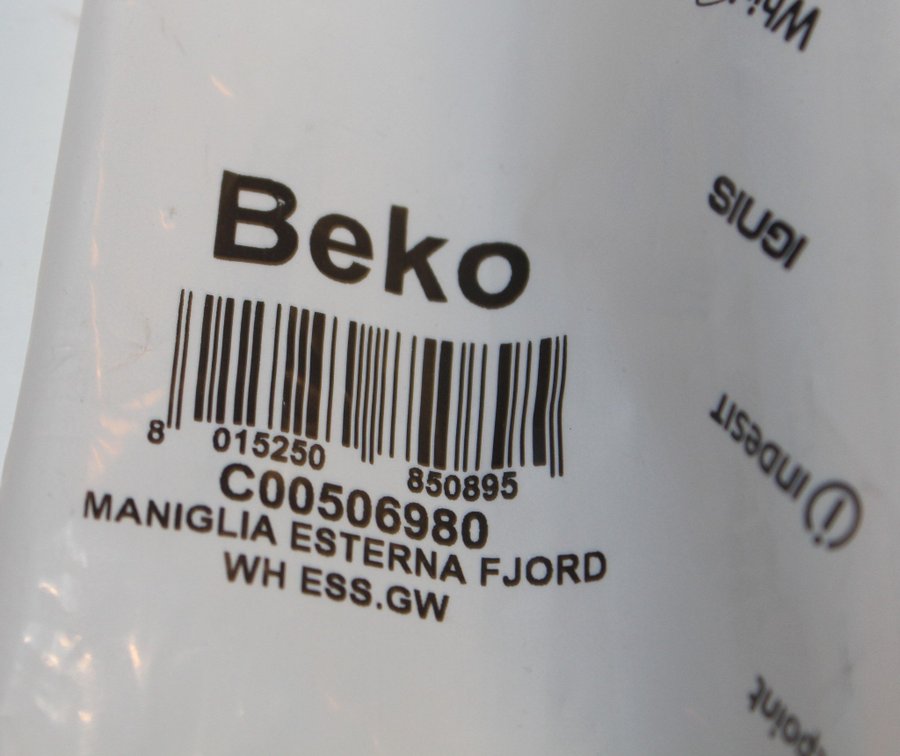 Beko
8 015250 850895
C00506980
MANIGLIA ESTERNA FJORD
WH ESS.GW
IGNIS
i INDESIT